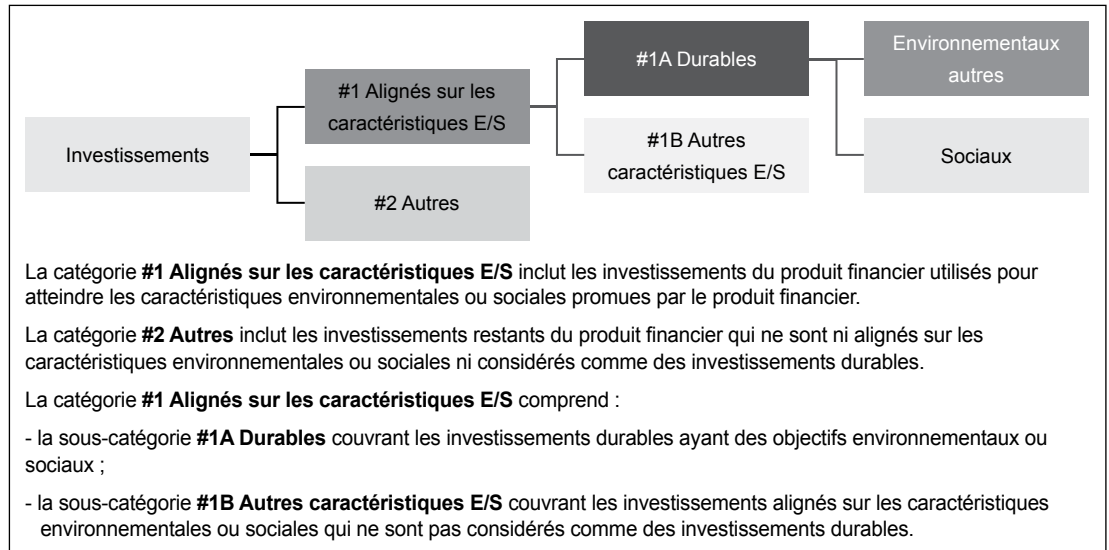 Environnementaux
autres
#1A Durables
#1 Alignés sur les
caractéristiques E/S
#1B Autres
caractéristiques E/S
Investissements
Sociaux
#2 Autres
La catégorie #1 Alignés sur les caractéristiques E/S inclut les investissements du produit financier utilisés pour
atteindre les caractéristiques environnementales ou sociales promues par le produit financier.
La catégorie #2 Autres inclut les investissements restants du produit financier qui ne sont ni alignés sur les
caractéristiques environnementales ou sociales ni considérés comme des investissements durables.
La catégorie #1 Alignés sur les caractéristiques E/S comprend :
- la sous-catégorie #1A Durables couvrant les investissements durables ayant des objectifs environnementaux ou
sociaux ;
- la sous-catégorie #1B Autres caractéristiques E/S couvrant les investissements alignés sur les caractéristiques
environnementales ou sociales qui ne sont pas considérés comme des investissements durables.